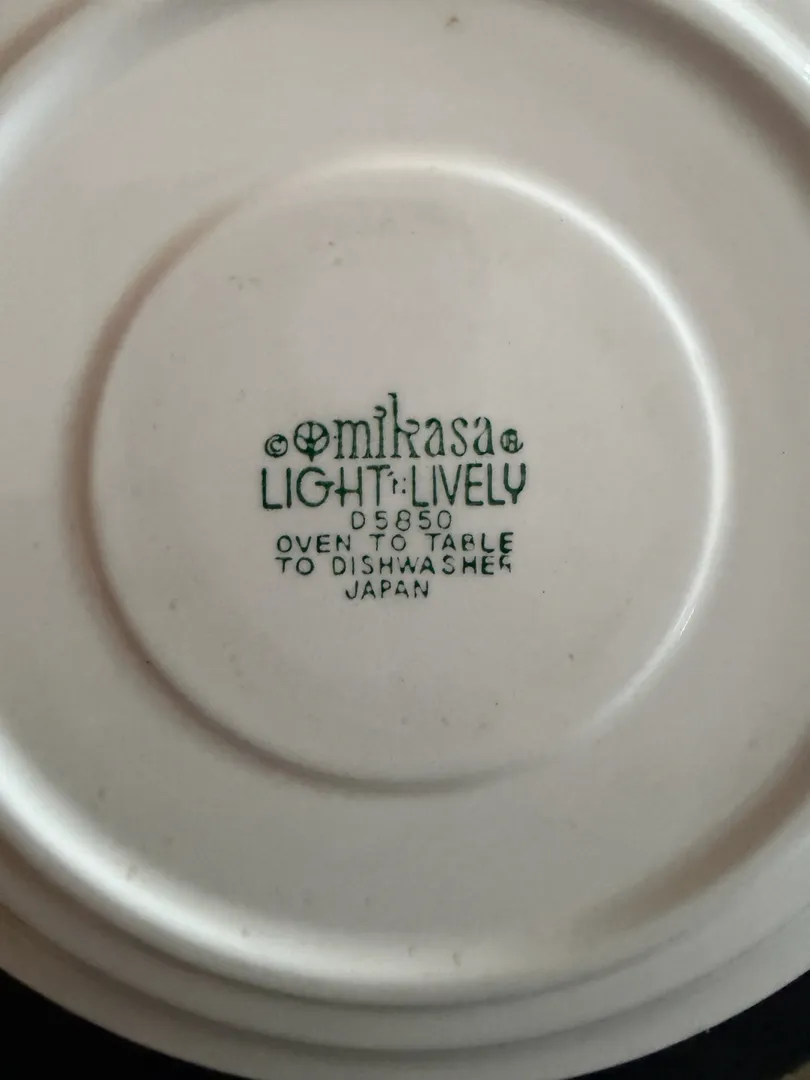 © mikasa ®
LIGHT 'n' LIVELY
D5850
OVEN TO TABLE
TO DISHWASHER
JAPAN